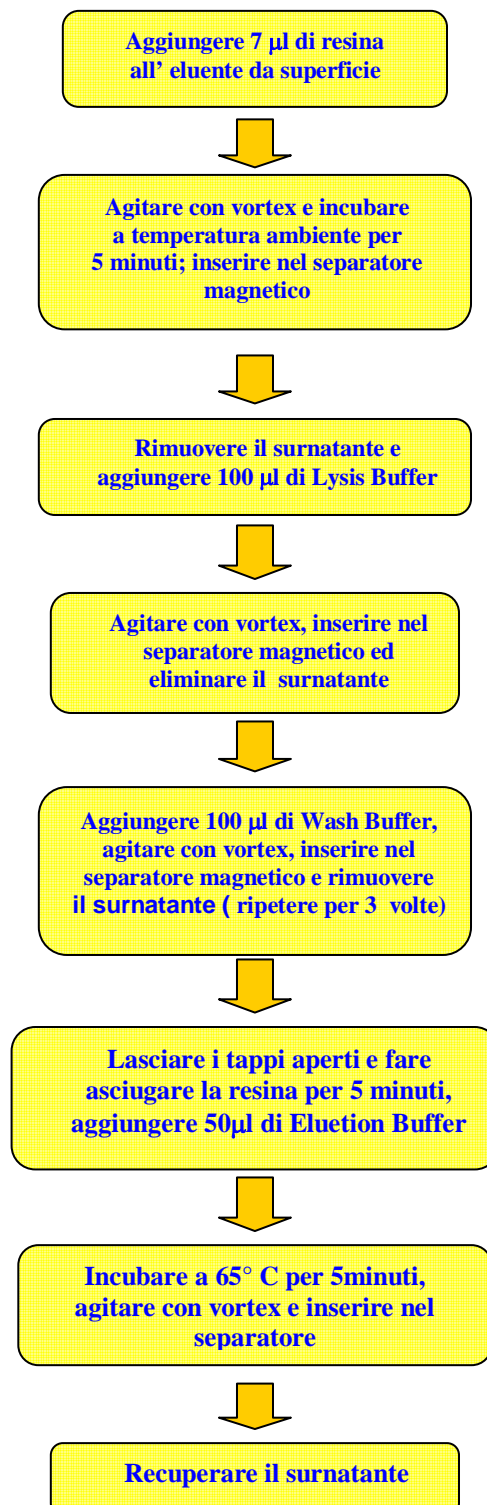 Aggiungere 7 µl di resina
all' eluente da superficie
Agitare con vortex e incubare
a temperatura ambiente per
5 minuti; inserire nel separatore
magnetico
Rimuovere il surnatante e
aggiungere 100 µl di Lysis Buffer
Agitare con vortex, inserire nel
separatore magnetico ed
eliminare il surnatante
Aggiungere 100 µl di Wash Buffer,
agitare con vortex, inserire nel
separatore magnetico e rimuovere
il surnatante ( ripetere per 3 volte)
Lasciare i tappi aperti e fare
asciugare la resina per 5 minuti,
aggiungere 50µl di Eluetion Buffer
Incubare a 65° C per 5minuti,
agitare con vortex e inserire nel
separatore
Recuperare il surnatante